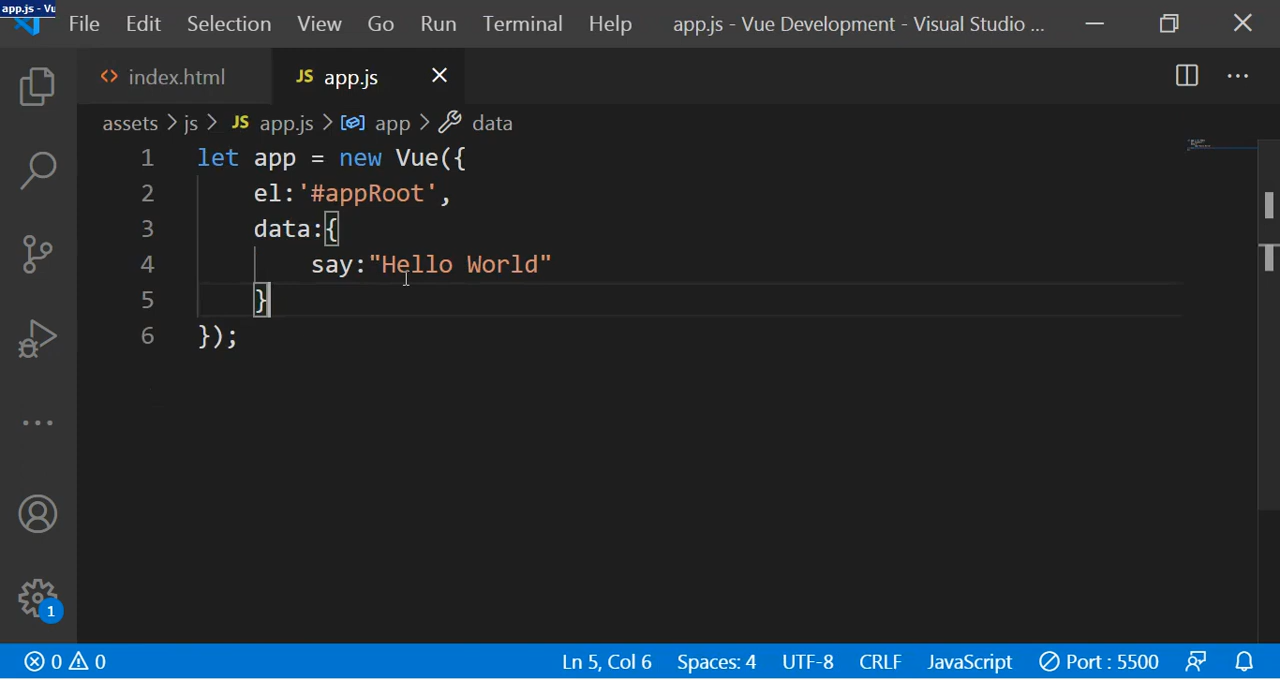 app.js - Vu
File Edit Selection View Go Run Terminal Help app.js - Vue Development - Visual Studio ...
index.html JS app.js
assets > js > JS app.js > app > data
1 let app = new Vue({
2 el:'#appRoot',
3 data:{
4 say:"Hello World"
5 }
6 });
1
0 0 Ln 5, Col 6 Spaces: 4 UTF-8 CRLF JavaScript Port : 5500